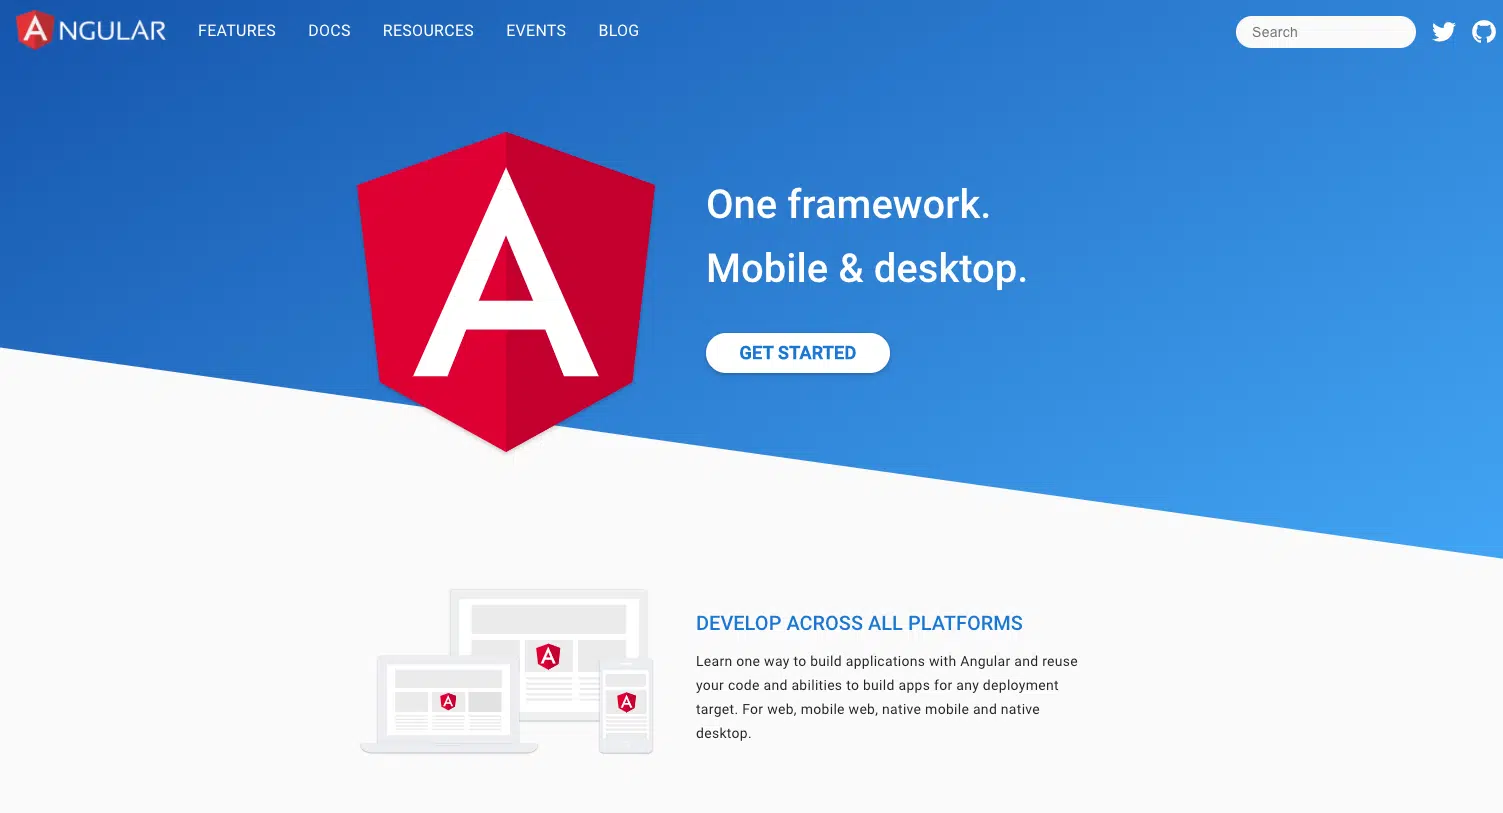 ANGULAR FEATURES DOCS RESOURCES EVENTS BLOG Search
A
One framework.
Mobile & desktop.
GET STARTED
DEVELOP ACROSS ALL PLATFORMS
Learn one way to build applications with Angular and reuse
your code and abilities to build apps for any deployment
target. For web, mobile web, native mobile and native
desktop.
A
A
A